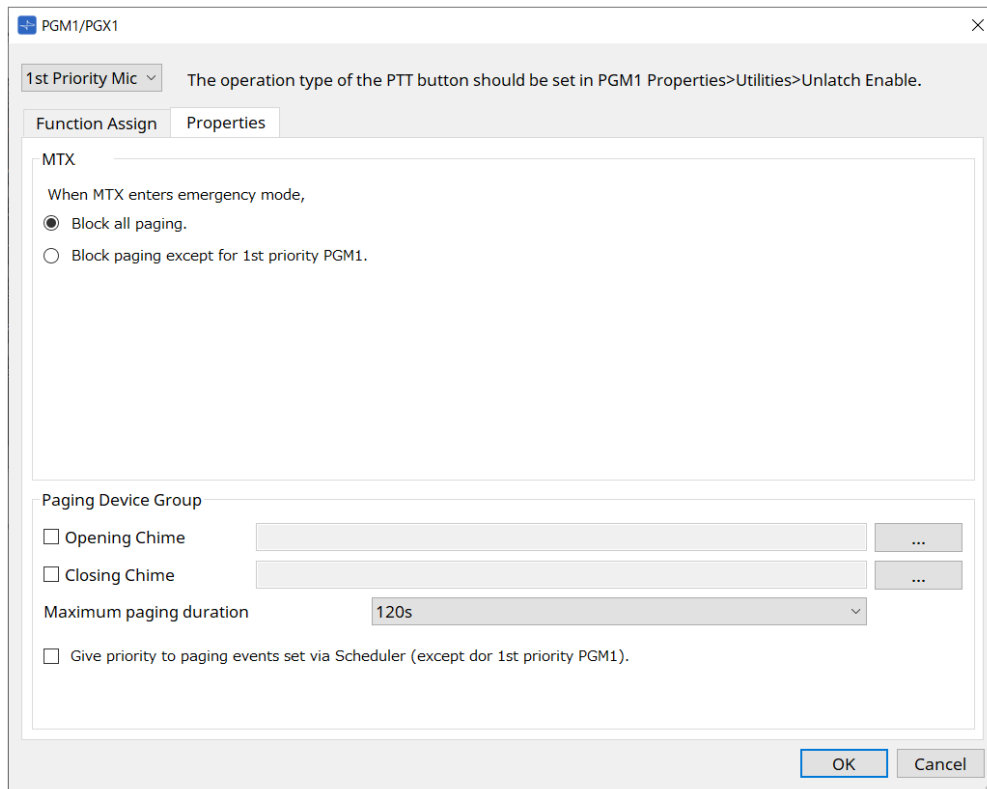 PGM1/PGX1
1st Priority Mic
The operation type of the PTT button should be set in PGM1 Properties>Utilities>Unlatch Enable.
Function Assign
Properties
MTX
When MTX enters emergency mode,
Block all paging.
Block paging except for 1st priority PGM1.
Paging Device Group
Opening Chime
...
Closing Chime
...
Maximum paging duration
120s
Give priority to paging events set via Scheduler (except dor 1st priority PGM1).
OK
Cancel